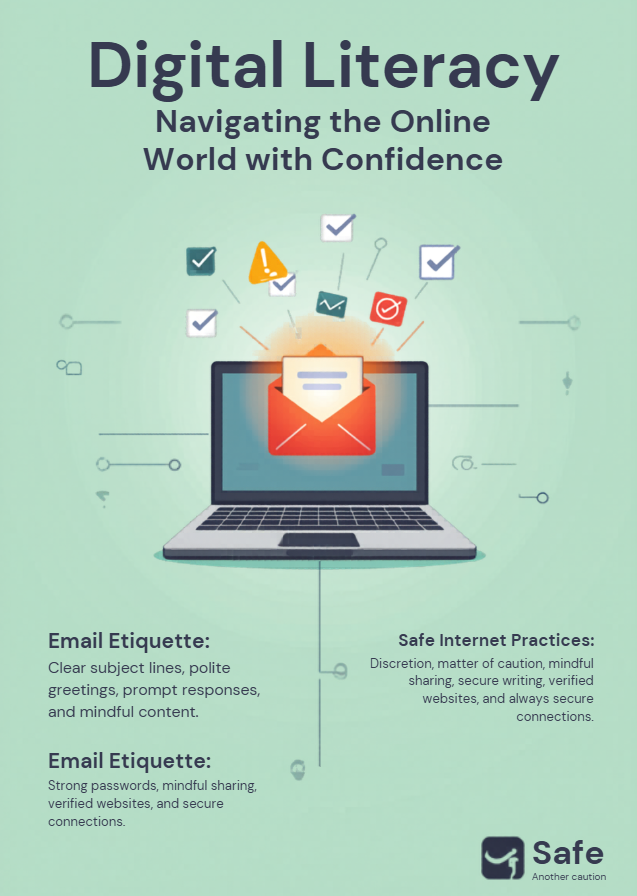 Digital Literacy
Navigating the Online
World with Confidence
Email Etiquette:
Clear subject lines, polite
greetings, prompt responses,
and mindful content.
Email Etiquette:
Strong passwords, mindful sharing,
verified websites, and secure
connections.
Safe Internet Practices:
Discretion, matter of caution, mindful
sharing, secure writing, verified
websites, and always secure
connections.
Safe
Another caution